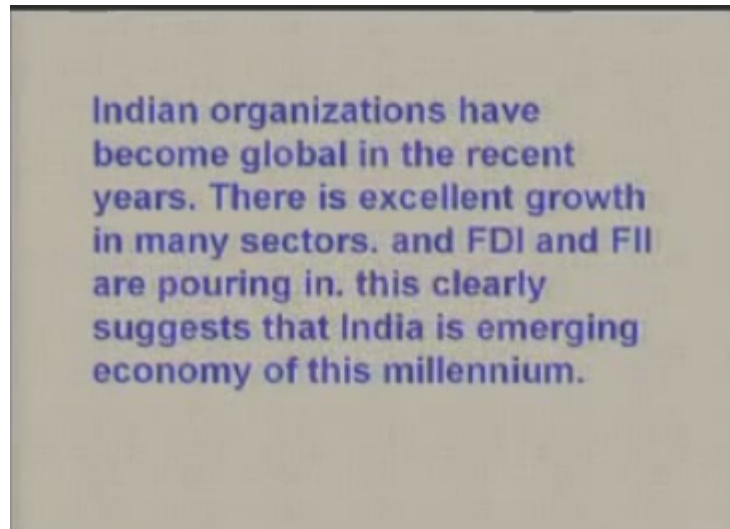 Indian organizations have
become global in the recent
years. There is excellent growth
in many sectors. and FDI and FII
are pouring in. this clearly
suggests that India is emerging
economy of this millennium.